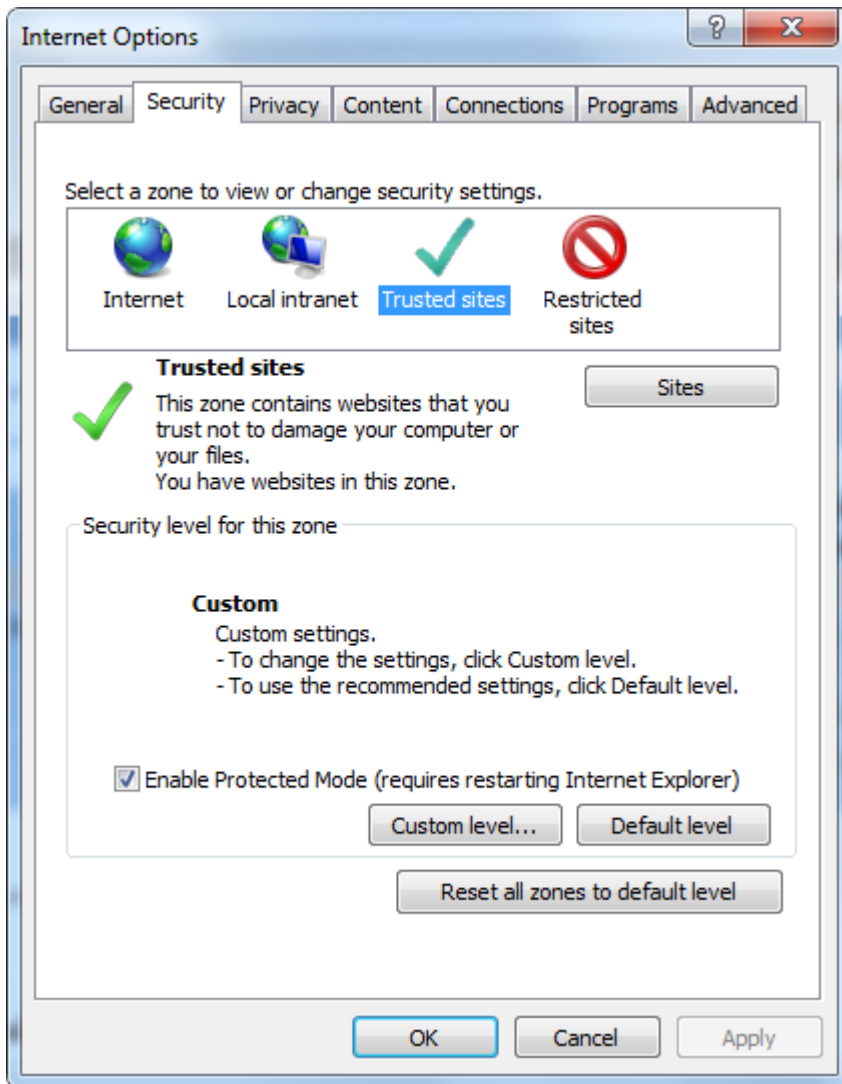 Internet Options
General Security Privacy Content Connections Programs Advanced
Select a zone to view or change security settings.
Internet Local intranet Trusted sites Restricted
sites
Trusted sites
Sites
This zone contains websites that you
trust not to damage your computer or
your files.
You have websites in this zone.
Security level for this zone
Custom
Custom settings.
- To change the settings, click Custom level.
- To use the recommended settings, click Default level.
Enable Protected Mode (requires restarting Internet Explorer)
Custom level... Default level
Reset all zones to default level
OK Cancel Apply